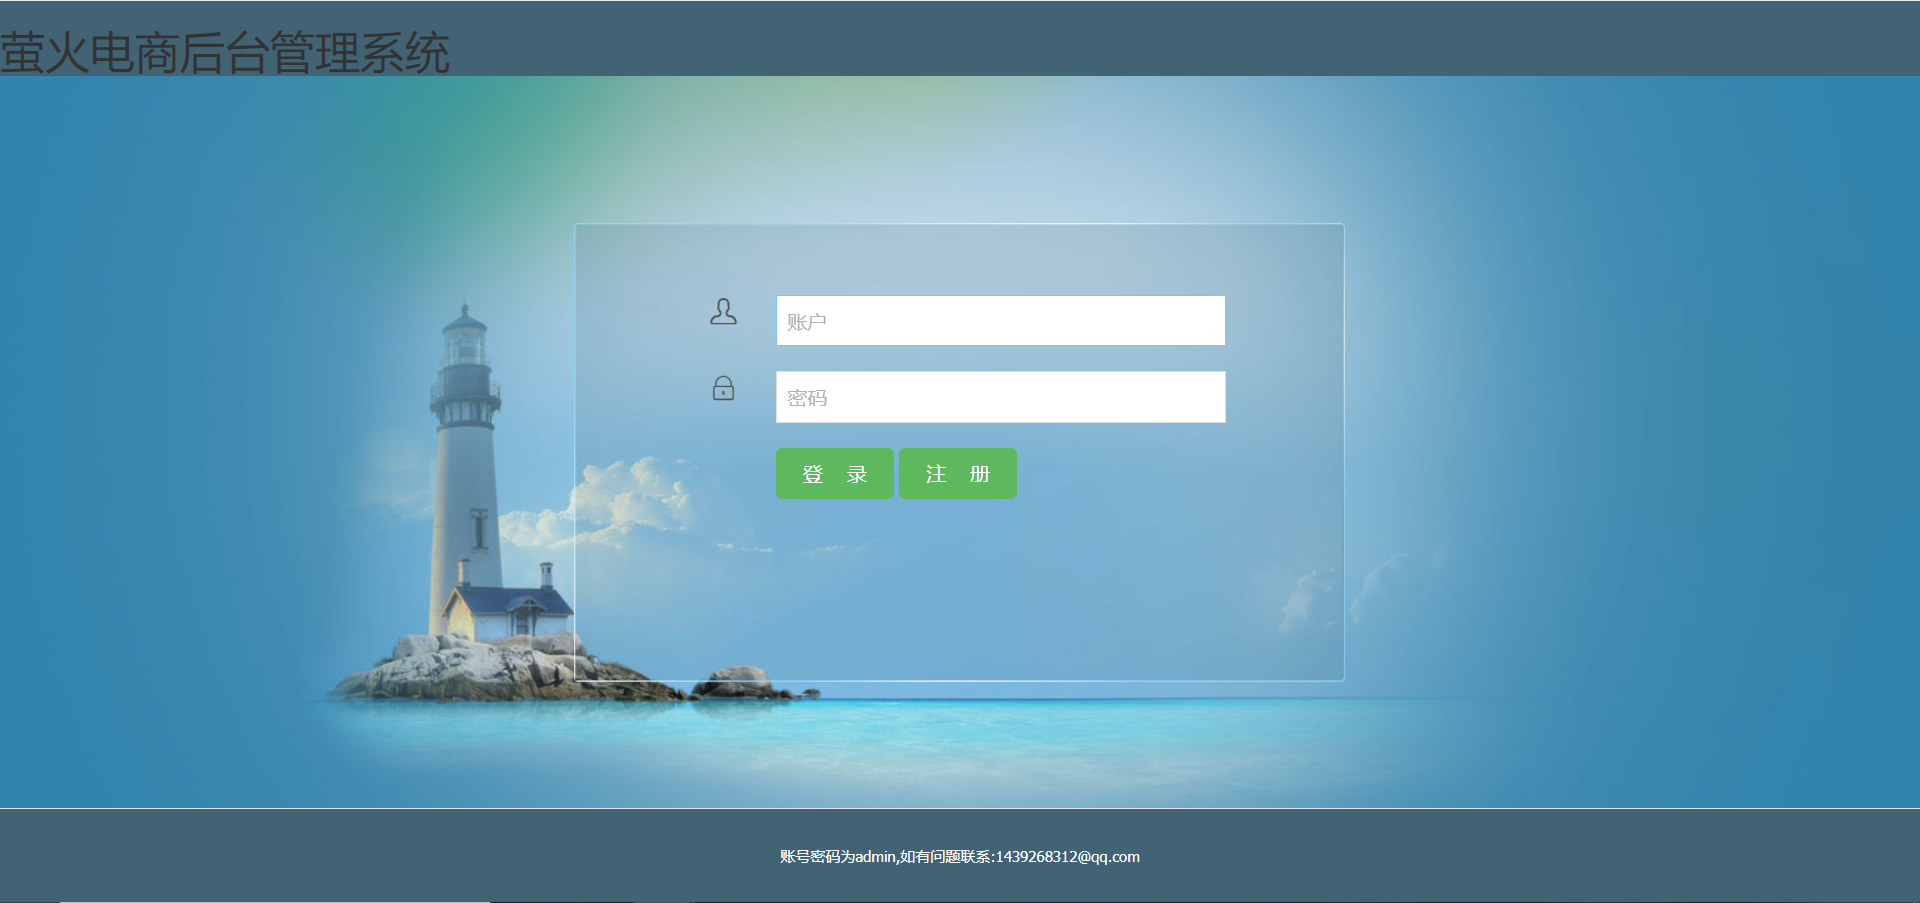 萤火电商后台管理系统
账户
密码
登 录 注 册
账号密码为admin,如有问题联系:1439268312@qq.com